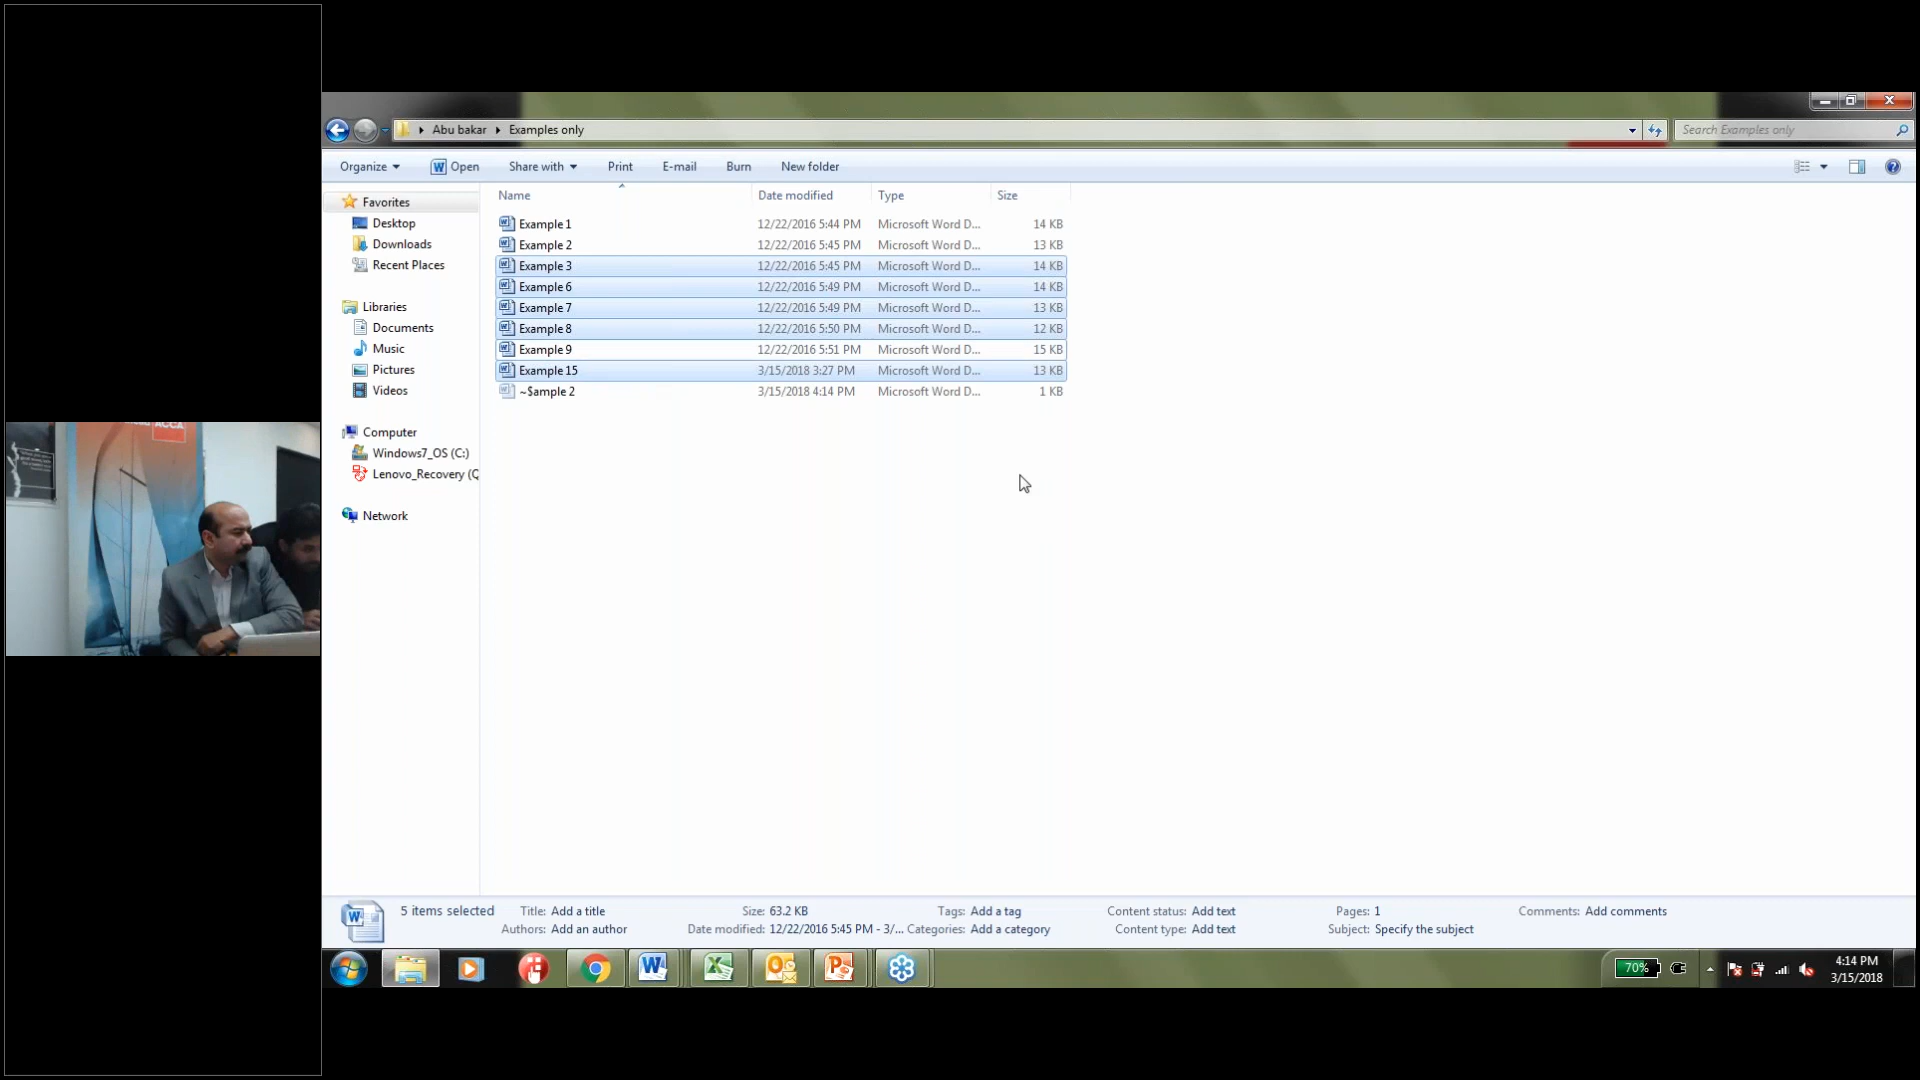 Abu bakar Examples only
Search Examples only
Organize Open Share with Print E-mail Burn New folder
Name Date modified Type Size
Favorites
Desktop
Downloads
Recent Places
Libraries
Documents
Music
Pictures
Videos
Computer
Windows7_OS (C:)
Lenovo_Recovery (Q
Network
Example 1 12/22/2016 5:44 PM Microsoft Word D... 14 KB
Example 2 12/22/2016 5:45 PM Microsoft Word D... 13 KB
Example 3 12/22/2016 5:45 PM Microsoft Word D... 14 KB
Example 6 12/22/2016 5:49 PM Microsoft Word D... 14 KB
Example 7 12/22/2016 5:49 PM Microsoft Word D... 13 KB
Example 8 12/22/2016 5:50 PM Microsoft Word D... 12 KB
Example 9 12/22/2016 5:51 PM Microsoft Word D... 15 KB
Example 15 3/15/2018 3:27 PM Microsoft Word D... 13 KB
~$ample 2 3/15/2018 4:14 PM Microsoft Word D... 1 KB
ACCA
5 items selected Title: Add a title Size: 63.2 KB Tags: Add a tag Content status: Add text Pages: 1 Comments: Add comments
Authors: Add an author Date modified: 12/22/2016 5:45 PM - 3/... Categories: Add a category Content type: Add text Subject: Specify the subject
70% 4:14 PM
3/15/2018